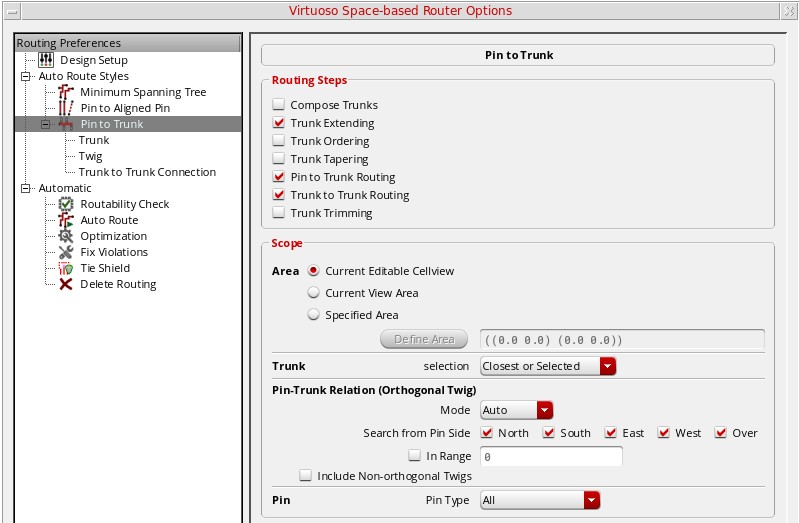 Virtuoso Space-based Router Options
Routing Preferences
Design Setup
Auto Route Styles
Minimum Spanning Tree
Pin to Aligned Pin
Pin to Trunk
Trunk
Twig
Trunk to Trunk Connection
Automatic
Routability Check
Auto Route
Optimization
Fix Violations
Tie Shield
Delete Routing
Pin to Trunk
Routing Steps
Compose Trunks
Trunk Extending
Trunk Ordering
Trunk Tapering
Pin to Trunk Routing
Trunk to Trunk Routing
Trunk Trimming
Scope
Area Current Editable Cellview
Current View Area
Specified Area
Define Area ((0.0 0.0) (0.0 0.0))
Trunk selection Closest or Selected
Pin-Trunk Relation (Orthogonal Twig)
Mode Auto
Search from Pin Side North South East West Over
In Range 0
Include Non-orthogonal Twigs
Pin Pin Type All